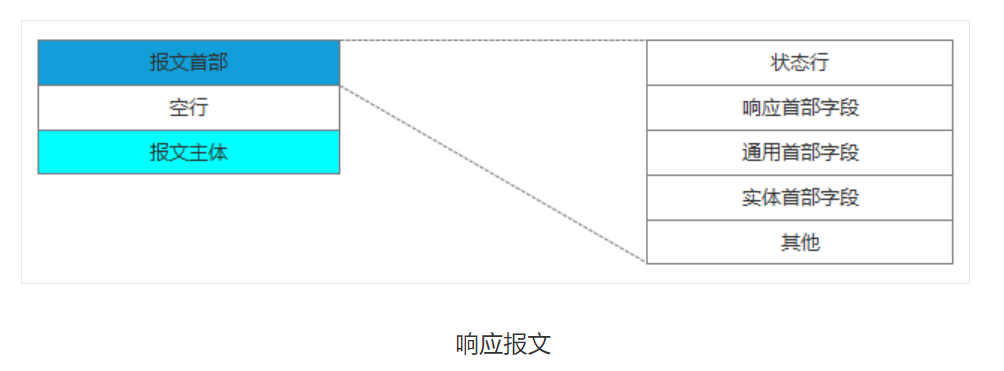 报文首部
空行
报文主体
状态行
响应首部字段
通用首部字段
实体首部字段
其他
响应报文